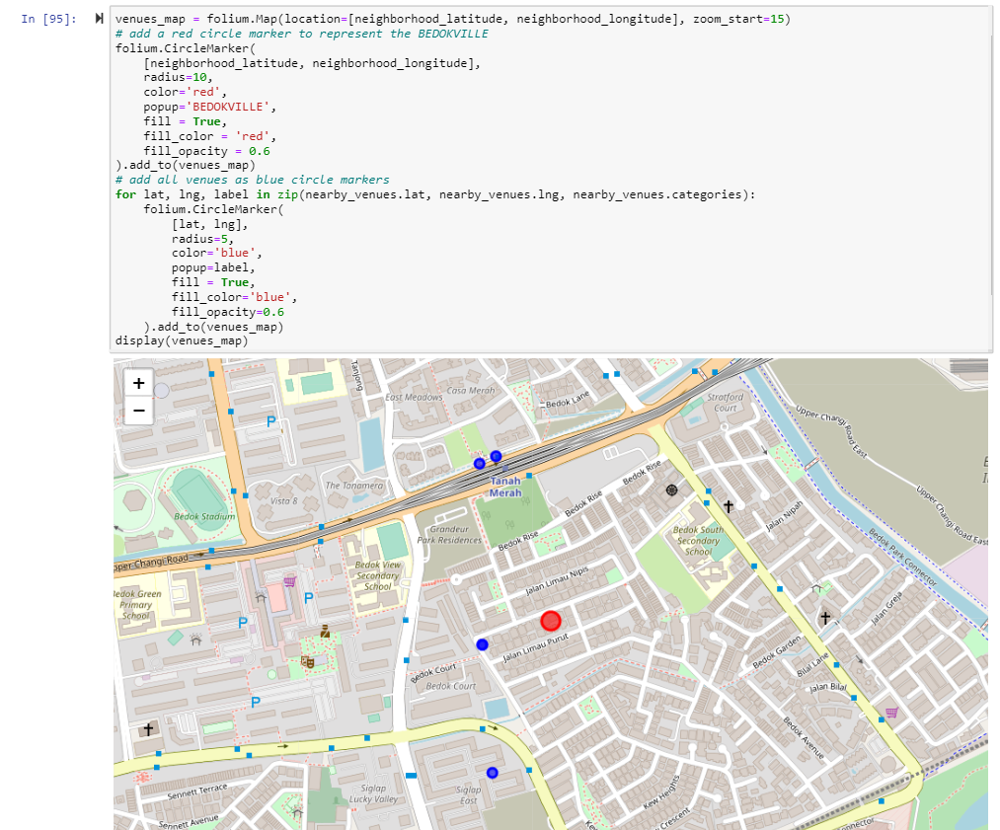 In [95]:
venues_map = folium.Map(location=[neighborhood_latitude, neighborhood_longitude], zoom_start=15)
# add a red circle marker to represent the BEDOKVILLE
folium.CircleMarker(
    [neighborhood_latitude, neighborhood_longitude],
    radius=10,
    color='red',
    popup='BEDOKVILLE',
    fill = True,
    fill_color = 'red',
    fill_opacity = 0.6
).add_to(venues_map)
# add all venues as blue circle markers
for lat, lng, label in zip(nearby_venues.lat, nearby_venues.lng, nearby_venues.categories):
    folium.CircleMarker(
        [lat, lng],
        radius=5,
        color='blue',
        popup=label,
        fill = True,
        fill_color='blue',
        fill_opacity=0.6
    ).add_to(venues_map)
display(venues_map)
+
−
Tanjong
East Meadows
Casa Merah
Bedok Lane
Stratford
Court
Upper Changi Road East
P
The Tanamera
Vista 8
Tanah
Merah
Bedok Rise
Bedok Rise
Bedok Rise
Bedok Stadium
Grandeur
Park Residences
Bedok South
Secondary
School
Jalan Nipah
Upper Changi Road East
Bedok Park Connector
pper Changi Road
Bedok View
Secondary
School
Jalan Limau Nipis
Bedok Green
Primary
School
P
P
Jalan Limau Purut
Jalan Greja
Bedok Garden
Bilal Lane
Jalan Bilal
Bedok Court
Bedok Court
P
Bedok Avenue
Siglap
Lucky Valley
Siglap
East
Sennett Terrace
Sennett Avenue
Kew Heights
Crescent
Kew
onnector